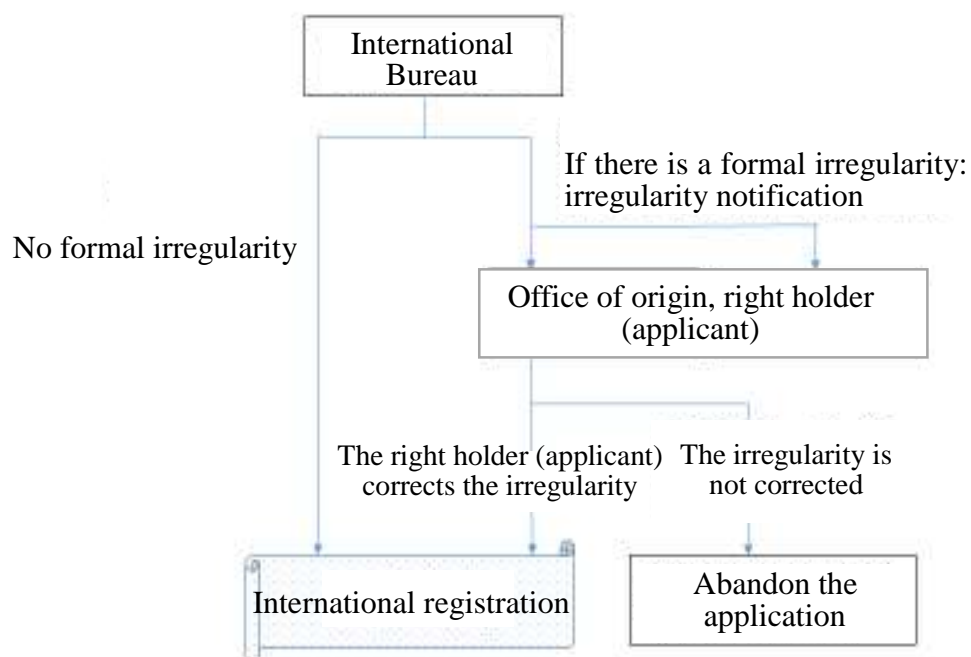 International
Bureau
If there is a formal irregularity:
irregularity notification
No formal irregularity
Office of origin, right holder
(applicant)
The right holder (applicant)
corrects the irregularity
The irregularity is
not corrected
International registration
Abandon the
application